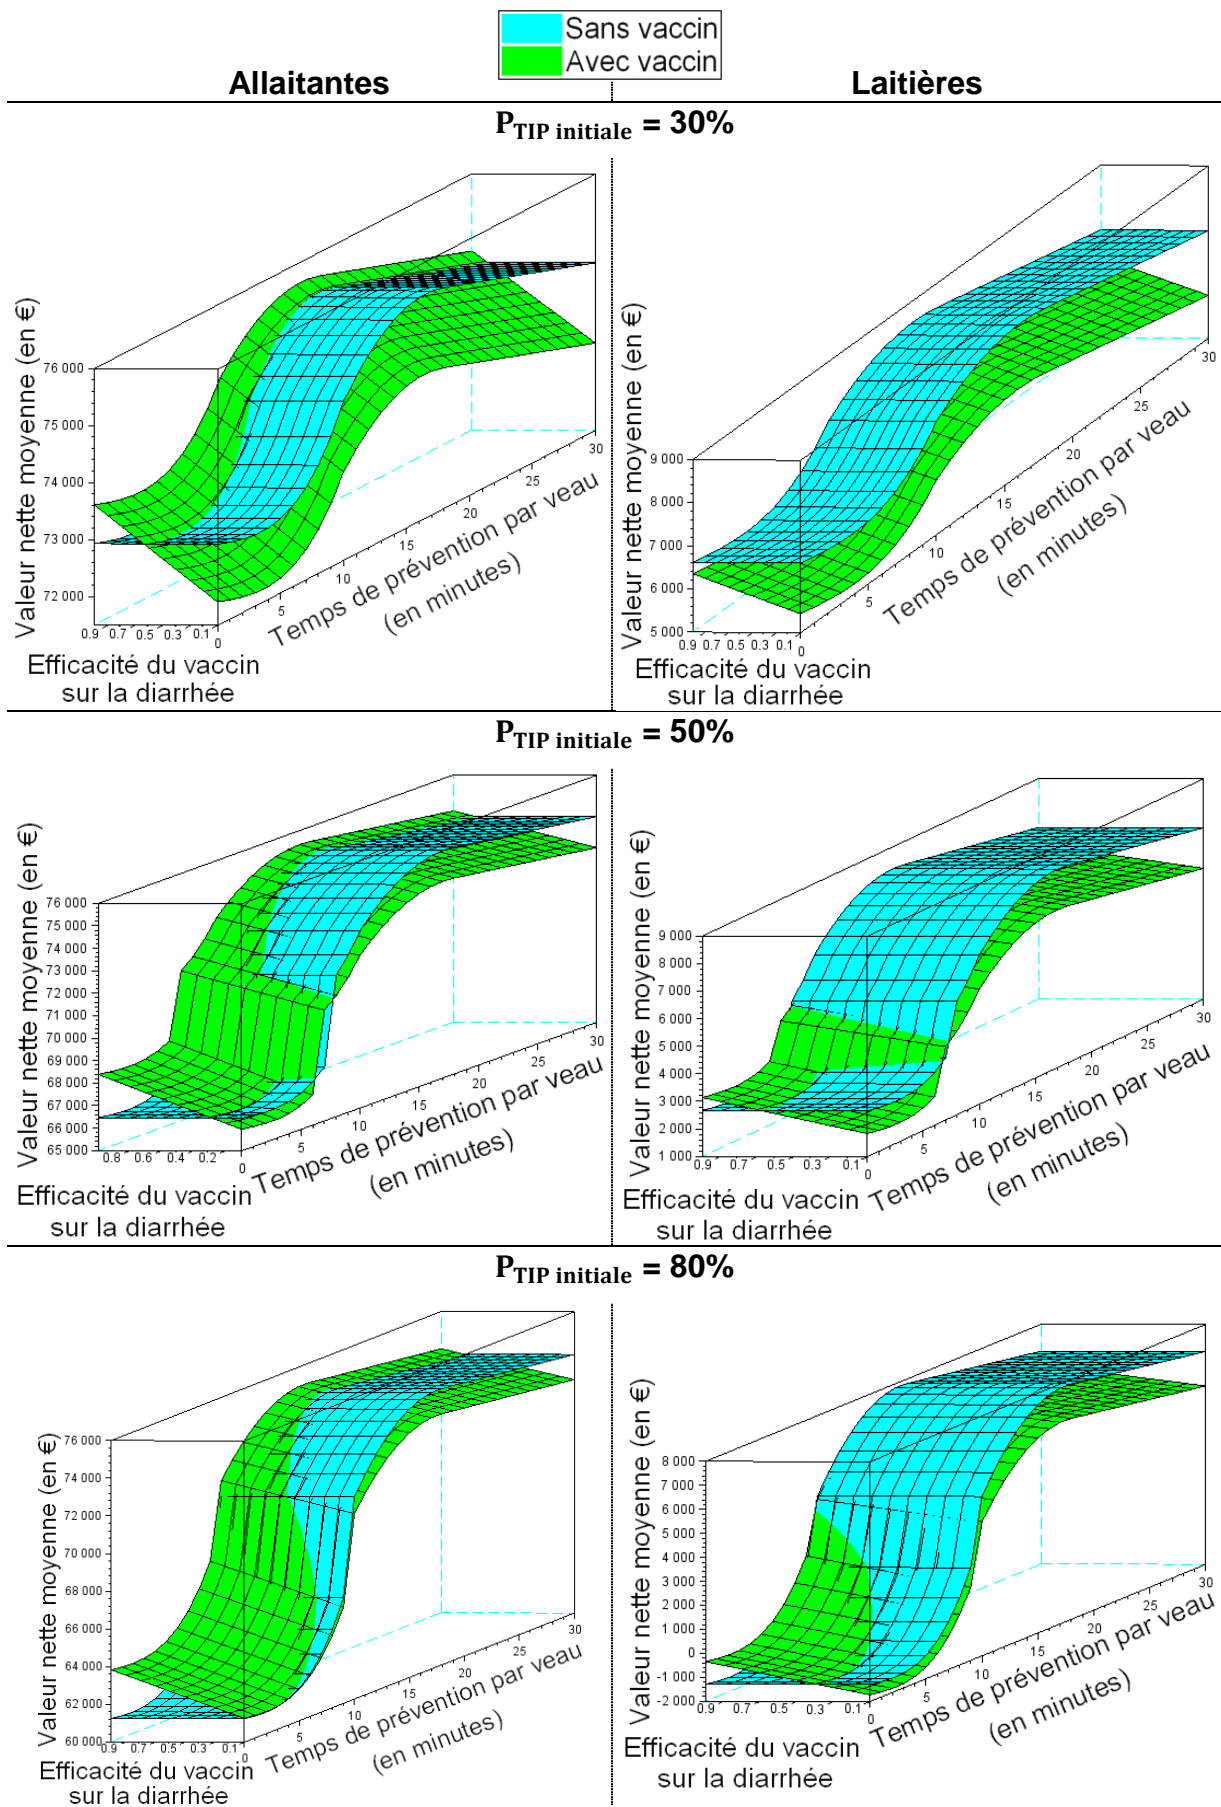 Sans vaccin
Avec vaccin
Allaitantes
Laitières
P TIP initiale = 30%
Valeur nette moyenne (en €)
76 000
75 000
74 000
73 000
72 000
0.9 0.7 0.5 0.3 0.1
Efficacité du vaccin
sur la diarrhée
0
5
10
15
20
25
30
Temps de prévention par veau
(en minutes)
Valeur nette moyenne (en €)
9 000
8 000
7 000
6 000
5 000
0.9 0.7 0.5 0.3 0.1
Efficacité du vaccin
sur la diarrhée
0
5
10
15
20
25
30
Temps de prévention par veau
(en minutes)
P TIP initiale = 50%
Valeur nette moyenne (en €)
76 000
75 000
74 000
73 000
72 000
71 000
70 000
69 000
68 000
67 000
66 000
65 000
0.8 0.6 0.4 0.2 0
Efficacité du vaccin
sur la diarrhée
5
10
15
20
25
30
Temps de prévention par veau
(en minutes)
Valeur nette moyenne (en €)
9 000
8 000
7 000
6 000
5 000
4 000
3 000
2 000
1 000
0.9 0.7 0.5 0.3 0.1
Efficacité du vaccin
sur la diarrhée
0
5
10
15
20
25
30
Temps de prévention par veau
(en minutes)
P TIP initiale = 80%
Valeur nette moyenne (en €)
76 000
74 000
72 000
70 000
68 000
66 000
64 000
62 000
60 000
0.9 0.7 0.5 0.3 0.1
Efficacité du vaccin
sur la diarrhée
0
5
10
15
20
25
30
Temps de prévention par veau
(en minutes)
Valeur nette moyenne (en €)
8 000
7 000
6 000
5 000
4 000
3 000
2 000
1 000
0
-1 000
-2 000
0.9 0.7 0.5 0.3 0.1
Efficacité du vaccin
sur la diarrhée
0
5
10
15
20
25
30
Temps de prévention par veau
(en minutes)